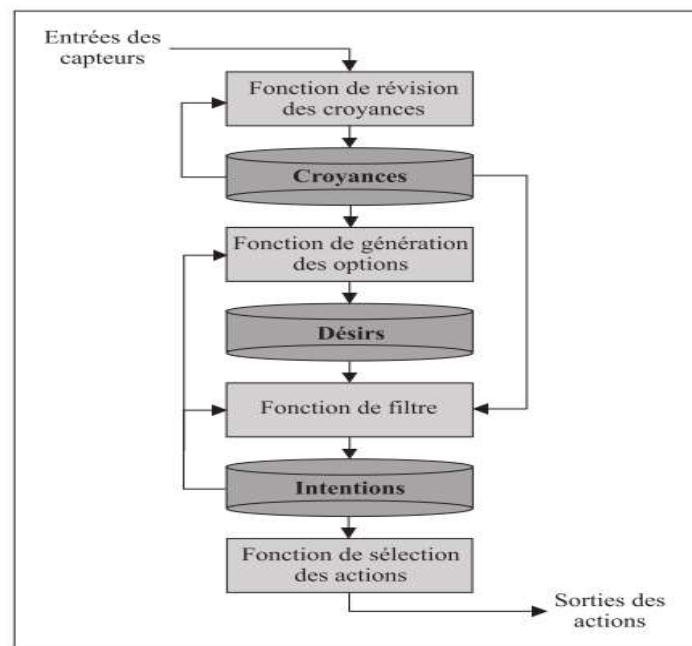 Entrées des
capteurs
Fonction de révision
des croyances
Croyances
Fonction de génération
des options
Désirs
Fonction de filtre
Intentions
Fonction de sélection
des actions
Sorties des
actions